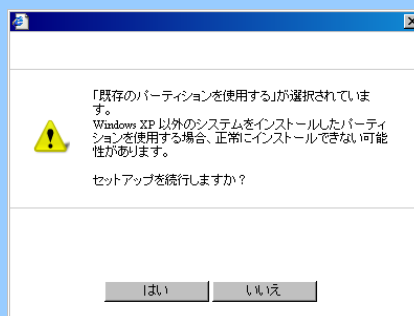 「既存のパーティションを使用する」が選択されていま
す。
Windows XP 以外のシステムをインストールしたパーティ
ションを使用する場合、正常にインストールできない可能
性があります。
セットアップを続行しますか？
はい
いいえ